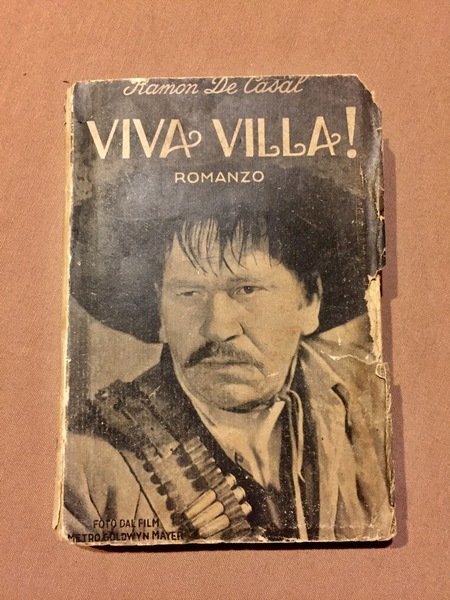 Ramon De Casal
VIVA VILLA!
ROMANZO
FOTO DAL FILM
METRO GOLDWYN MAYER